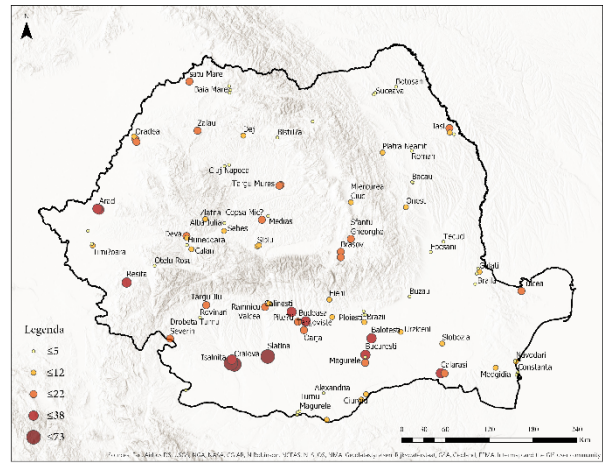 Satu Mare
Baia Mare
Botosani
Suceava
Zalau
Dej
Bistrita
Iasi
Oradea
Piatra Neamt
Roman
Cluj Napoca
Targu Mures
Bacau
Miercurea
Ciuc
Onesti
Arad
Zlatna
Copsa Mic?
Alba Iulia
Medias
Sebes
Deva
Hunedoara
Calan
Sibiu
Sfantu
Gheorghe
Brasov
Tecuci
Focsani
Timisoara
Otelu Rosu
Galati
Braila
Resita
Tulcea
Targu Jiu
Rovinari
Ramnicu
Valcea
Calinesti
Fieni
Buzau
Budeasa
Pitesti
Ploiesti
Brazi
Drobeta Turnu
Severin
Oarja
Balotesti
Urziceni
Slobozia
Slatina
Craiova
Isalnita
Bucuresti
Magurele
Calarasi
Navodari
Medgidia
Constanta
Alexandria
Turnu
Magurele
Giurgiu
Legenda
≤5
≤12
≤22
≤38
≤73
0 30 60 120 180 240
Km